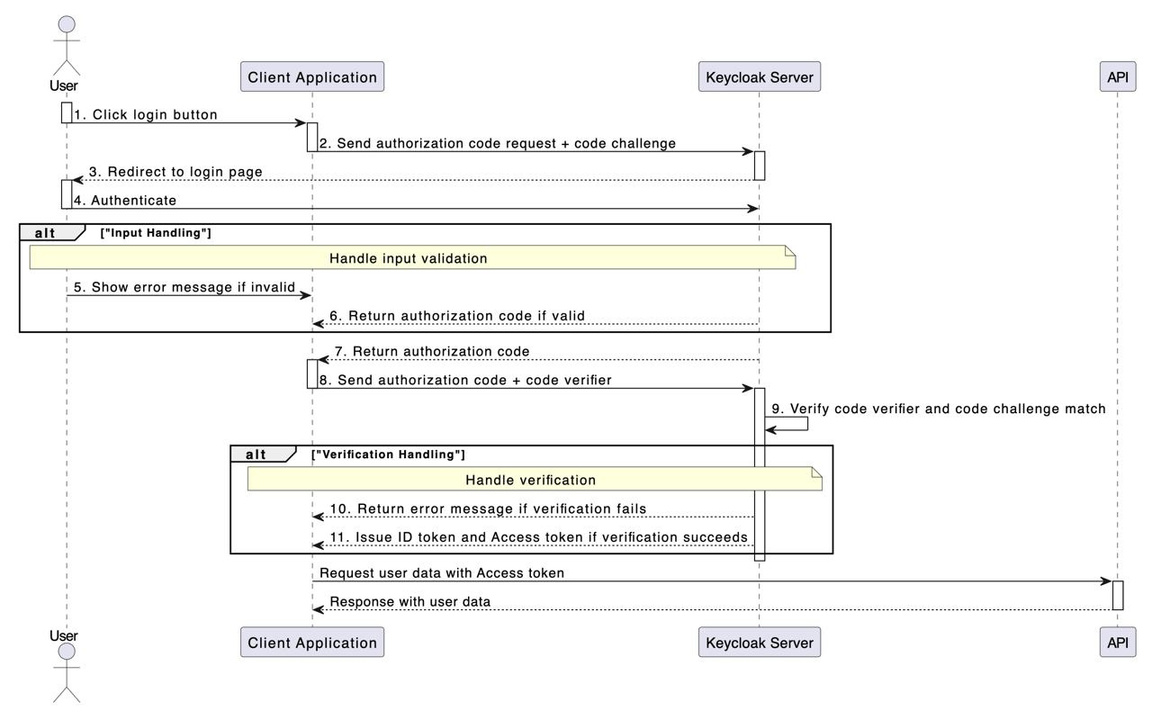 User
Client Application
Keycloak Server
API
1. Click login button
2. Send authorization code request + code challenge
3. Redirect to login page
4. Authenticate
alt
["Input Handling"]
Handle input validation
5. Show error message if invalid
6. Return authorization code if valid
7. Return authorization code
8. Send authorization code + code verifier
9. Verify code verifier and code challenge match
alt
["Verification Handling"]
Handle verification
10. Return error message if verification fails
11. Issue ID token and Access token if verification succeeds
Request user data with Access token
Response with user data
User
Client Application
Keycloak Server
API